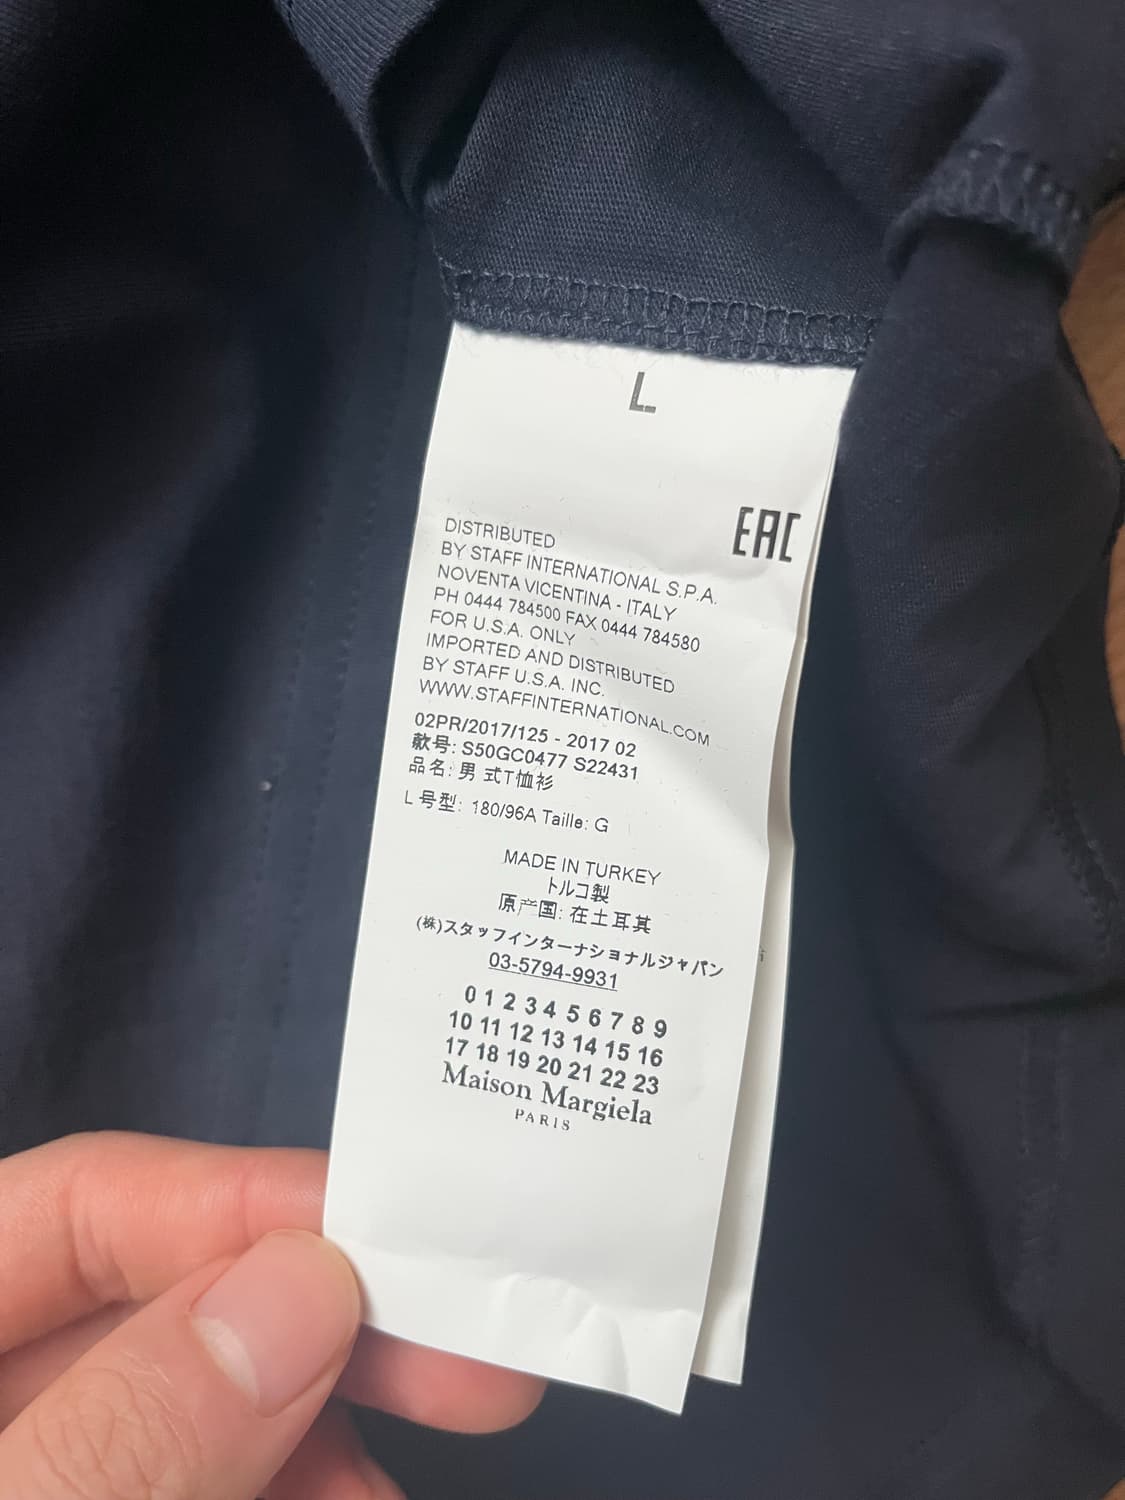 L
EAC
DISTRIBUTED
BY STAFF INTERNATIONAL S.P.A.
NOVENTA VICENTINA - ITALY
PH 0444 784500 FAX 0444 784580
FOR U.S.A. ONLY
IMPORTED AND DISTRIBUTED
BY STAFF U.S.A. INC.
WWW.STAFFINTERNATIONAL.COM
02PR/2017/125 - 2017 02
款号: S50GC0477 S22431
品名: 男 式T恤衫
L 号型: 180/96A Taille: G
MADE IN TURKEY
トルコ製
原产国: 在土耳其
(株)スタッフインターナショナルジャパン
03-5794-9931
0 1 2 3 4 5 6 7 8 9
10 11 12 13 14 15 16
17 18 19 20 21 22 23
Maison Margiela
PARIS